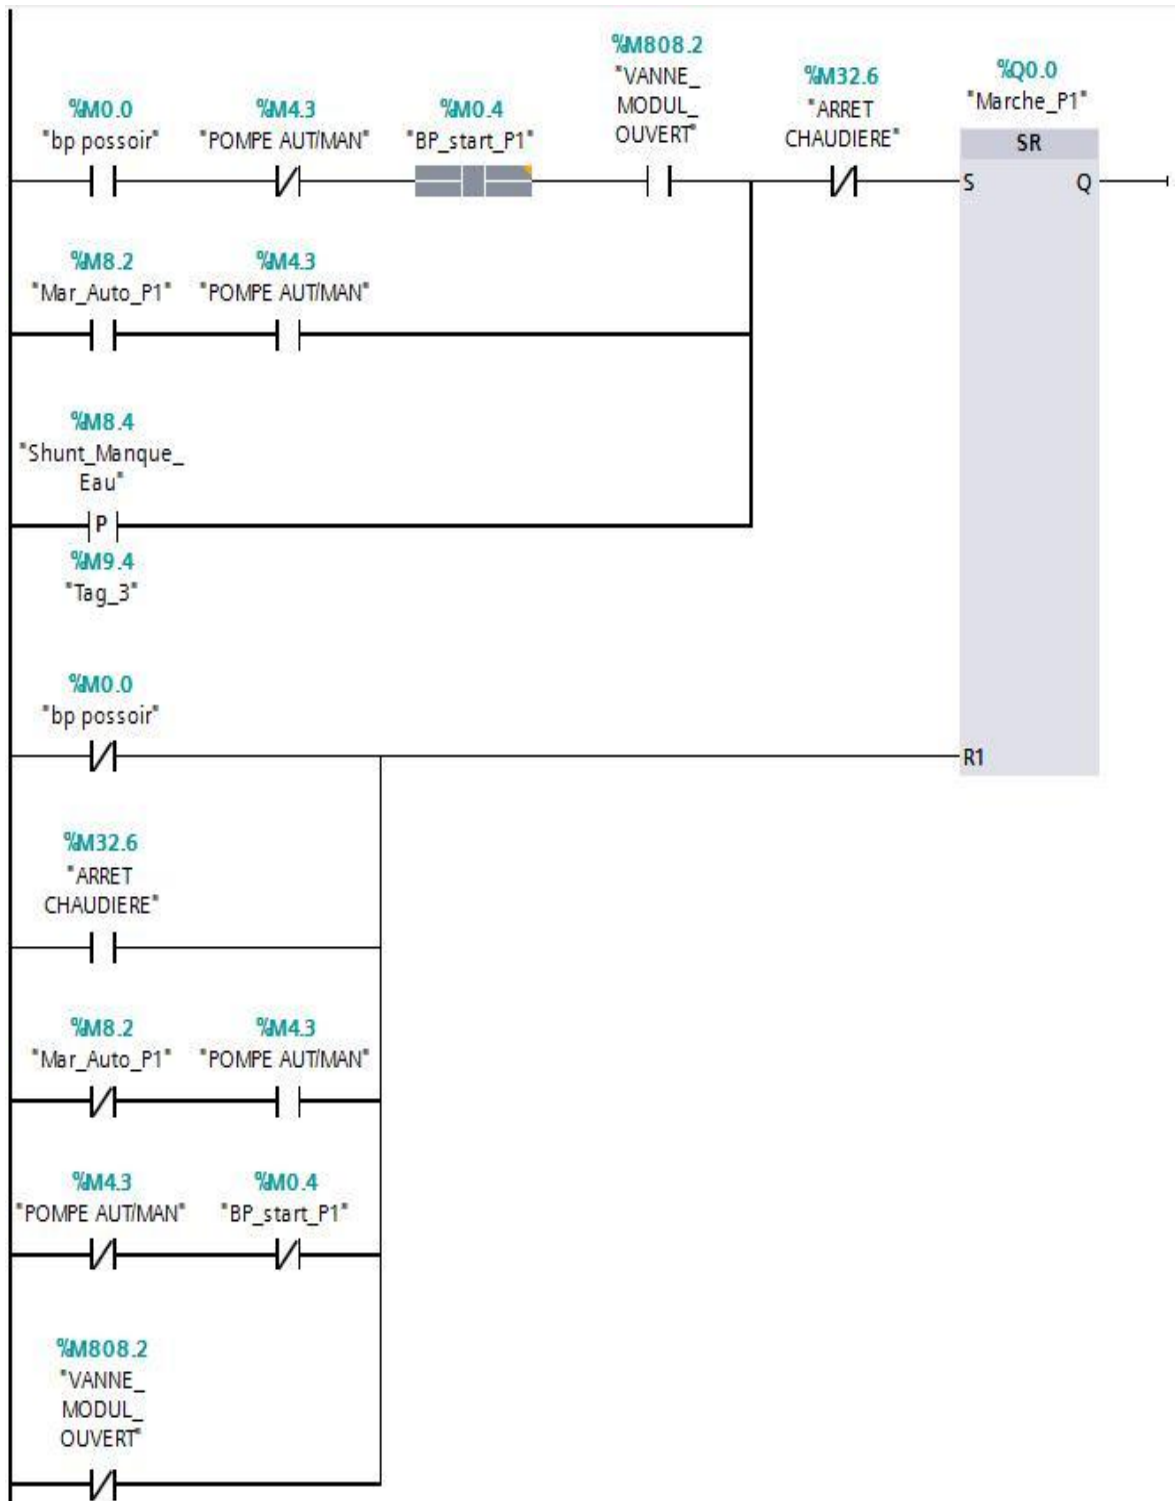 %M808.2
"VANNE_
MODUL_
OUVERT"
%M32.6
"ARRET
CHAUDIERE"
%Q0.0
"Marche_P1"
%M0.0
"bp possoir"
%M4.3
"POMPE AUT/MAN"
%M0.4
"BP_start_P1"
SR
S
Q
%M8.2
"Mar_Auto_P1"
%M4.3
"POMPE AUT/MAN"
%M8.4
"Shunt_Manque_
Eau"
P
%M9.4
"Tag_3"
%M0.0
"bp possoir"
R1
%M32.6
"ARRET
CHAUDIERE"
%M8.2
"Mar_Auto_P1"
%M4.3
"POMPE AUT/MAN"
%M4.3
"POMPE AUT/MAN"
%M0.4
"BP_start_P1"
%M808.2
"VANNE_
MODUL_
OUVERT"